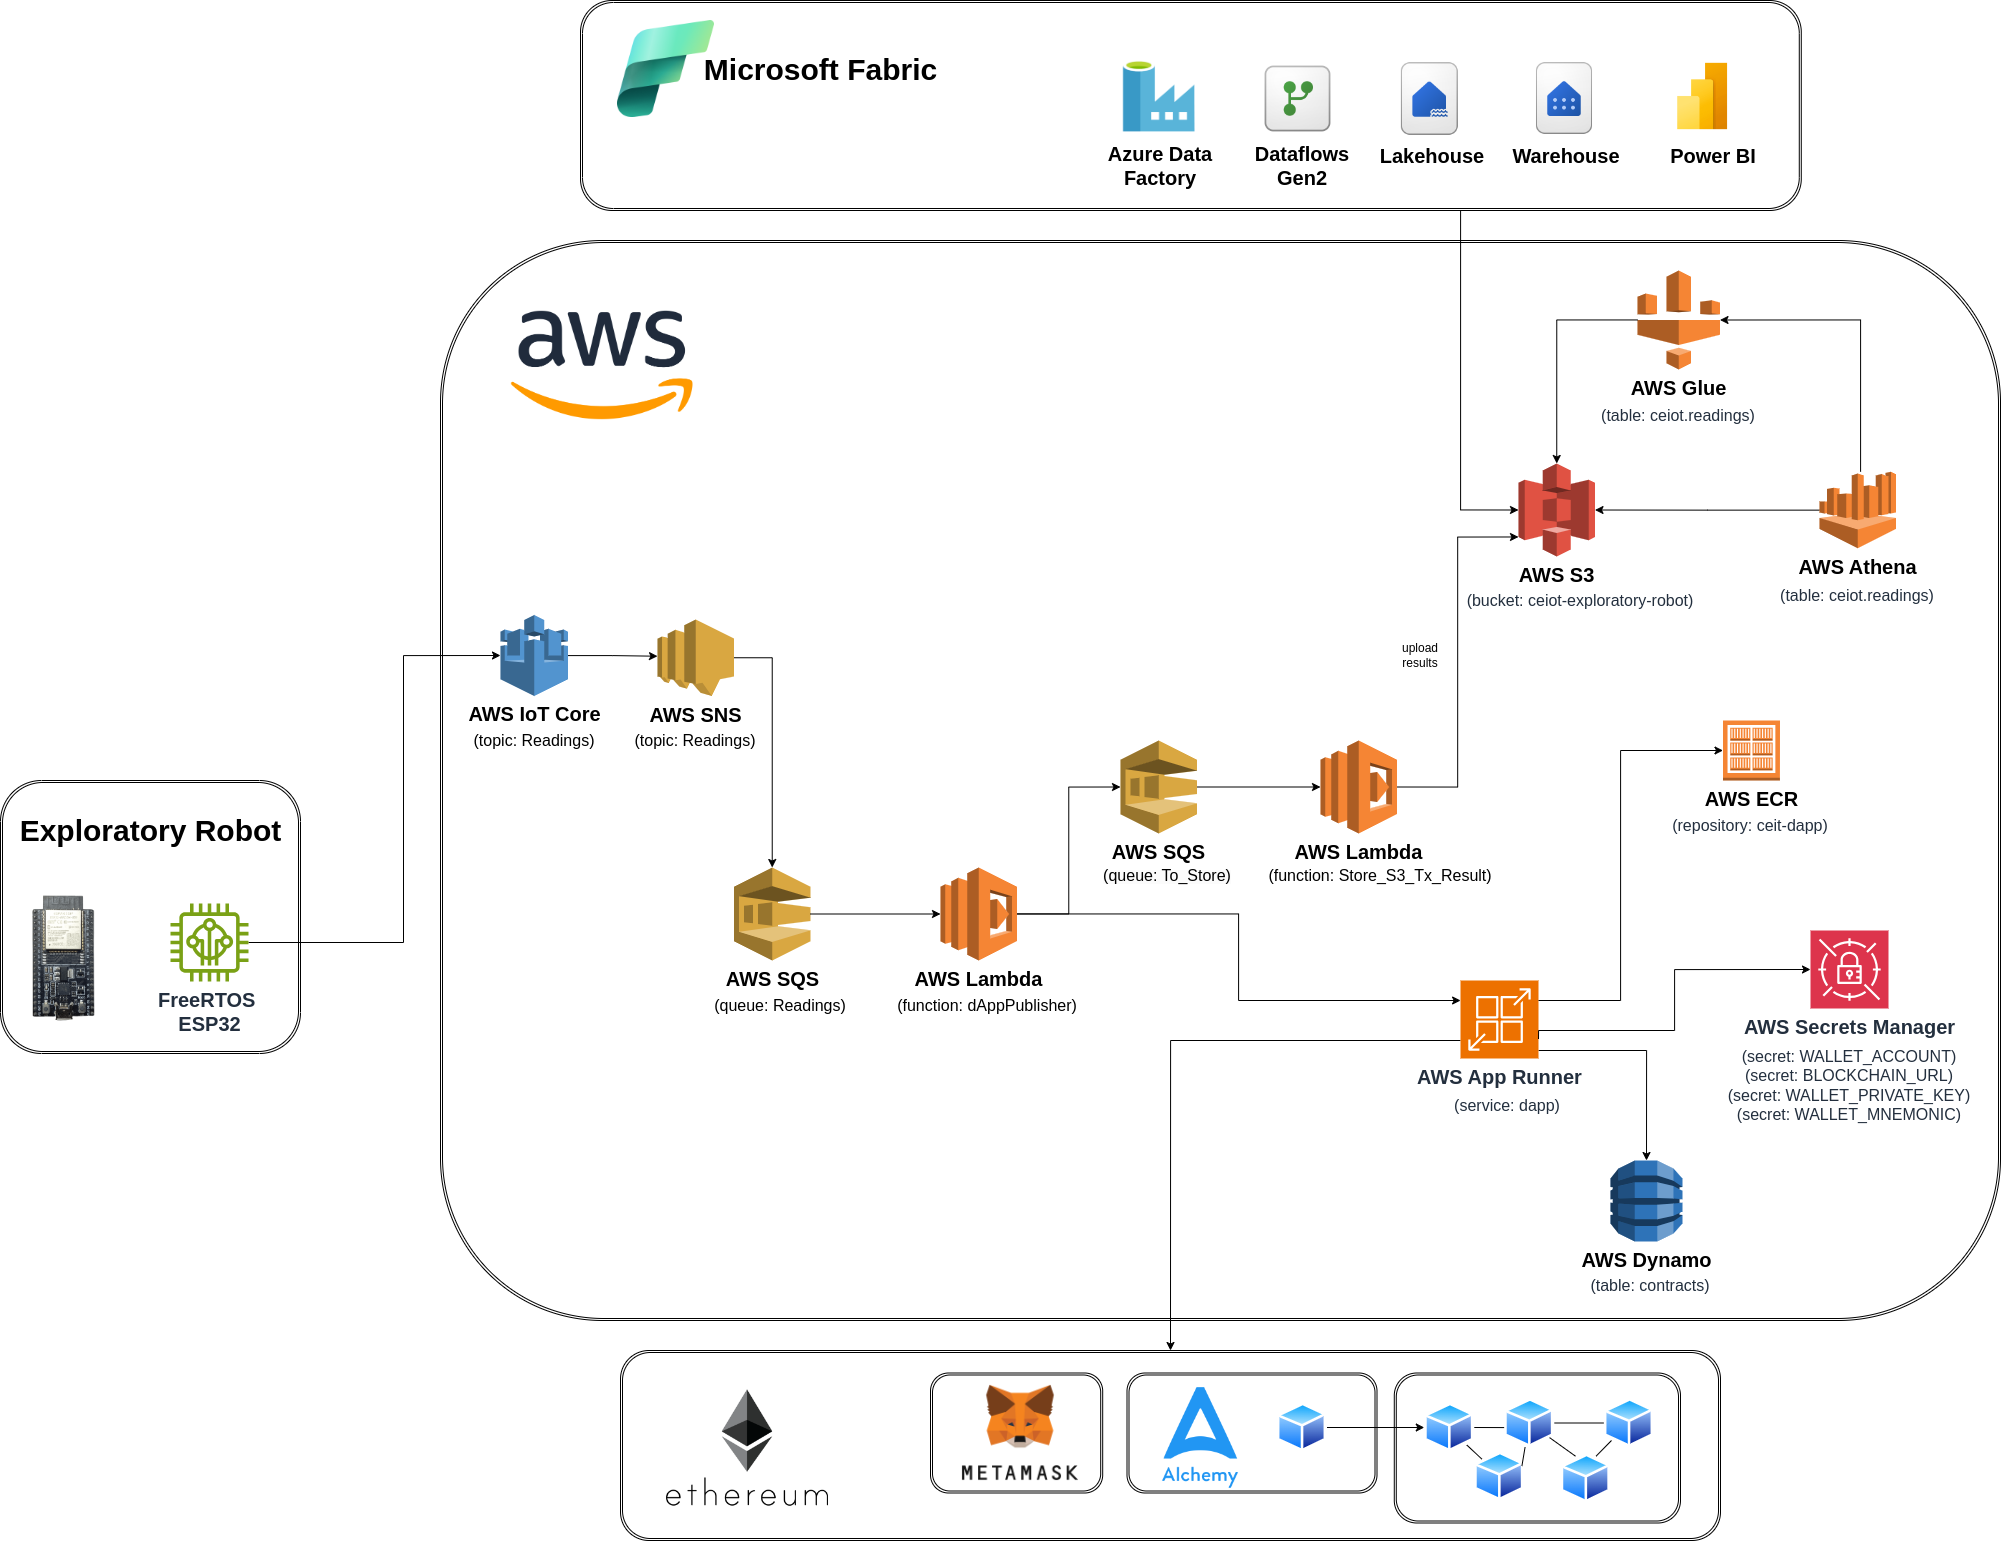 Microsoft Fabric
Azure Data
Factory
Dataflows
Gen2
Lakehouse
Warehouse
Power BI
aws
AWS Glue
(table: ceiot.readings)
AWS S3
(bucket: ceiot-exploratory-robot)
AWS Athena
(table: ceiot.readings)
upload
results
AWS IoT Core
(topic: Readings)
AWS SNS
(topic: Readings)
AWS ECR
(repository: ceit-dapp)
Exploratory Robot
FreeRTOS
ESP32
AWS SQS
(queue: To_Store)
AWS Lambda
(function: Store_S3_Tx_Result)
AWS SQS
(queue: Readings)
AWS Lambda
(function: dAppPublisher)
AWS App Runner
(service: dapp)
AWS Secrets Manager
(secret: WALLET_ACCOUNT)
(secret: BLOCKCHAIN_URL)
(secret: WALLET_PRIVATE_KEY)
(secret: WALLET_MNEMONIC)
AWS Dynamo
(table: contracts)
ethereum
METAMASK
Alchemy